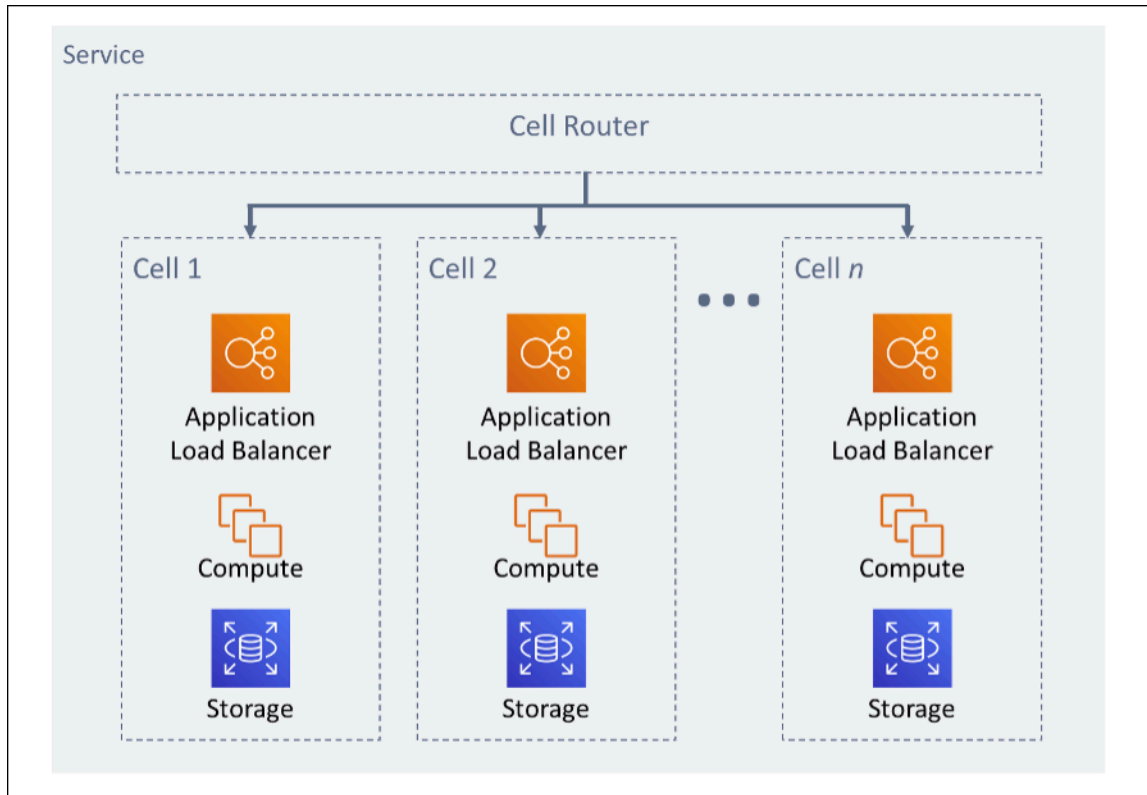 Service
Cell Router
Cell 1
Application
Load Balancer
Compute
Storage
Cell 2
Application
Load Balancer
Compute
Storage
Cell n
Application
Load Balancer
Compute
Storage